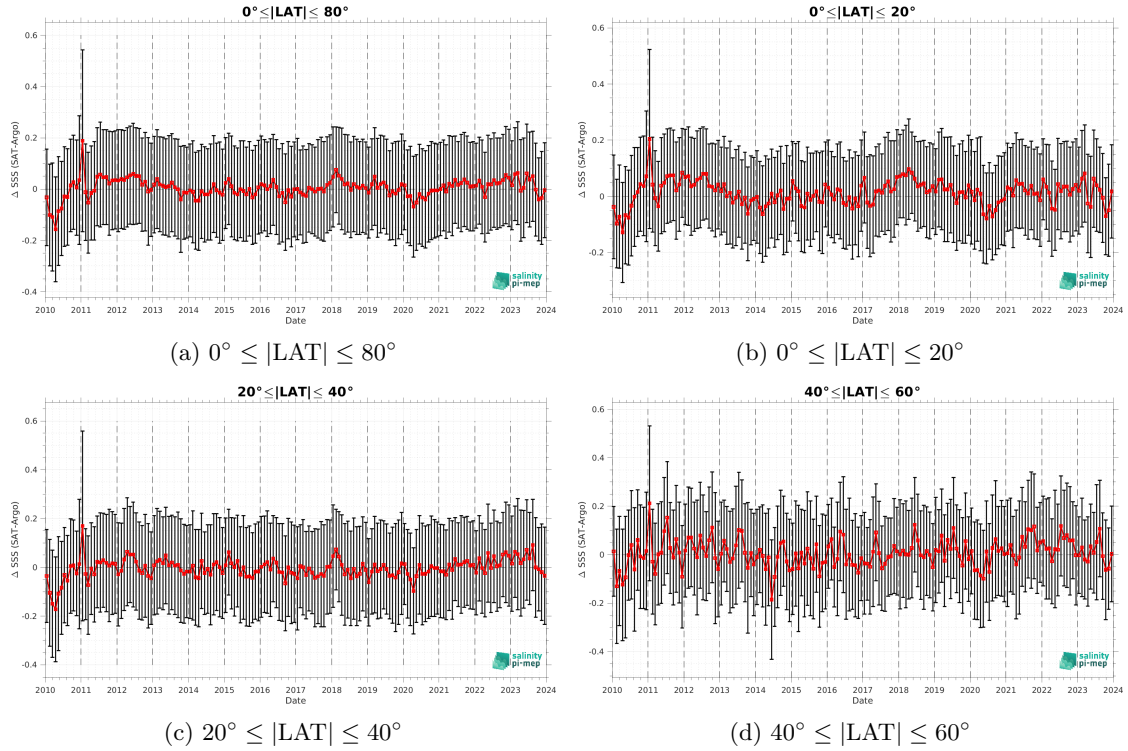 0°≤|LAT|≤ 80°
0.6
0.4
0.2
0
-0.2
-0.4
Δ SSS (SAT-Argo)
2010 2011 2012 2013 2014 2015 2016 2017 2018 2019 2020 2021 2022 2023 2024
Date
salinity
pi-mep
(a) 0° ≤ |LAT| ≤ 80°
0°≤|LAT|≤ 20°
0.6
0.4
0.2
0
-0.2
Δ SSS (SAT-Argo)
2010 2011 2012 2013 2014 2015 2016 2017 2018 2019 2020 2021 2022 2023 2024
Date
salinity
pi-mep
(b) 0° ≤ |LAT| ≤ 20°
20°≤|LAT|≤ 40°
0.6
0.4
0.2
0
-0.2
-0.4
Δ SSS (SAT-Argo)
2010 2011 2012 2013 2014 2015 2016 2017 2018 2019 2020 2021 2022 2023 2024
Date
salinity
pi-mep
(c) 20° ≤ |LAT| ≤ 40°
40°≤|LAT|≤ 60°
0.6
0.4
0.2
0
-0.2
-0.4
Δ SSS (SAT-Argo)
2010 2011 2012 2013 2014 2015 2016 2017 2018 2019 2020 2021 2022 2023 2024
Date
salinity
pi-mep
(d) 40° ≤ |LAT| ≤ 60°